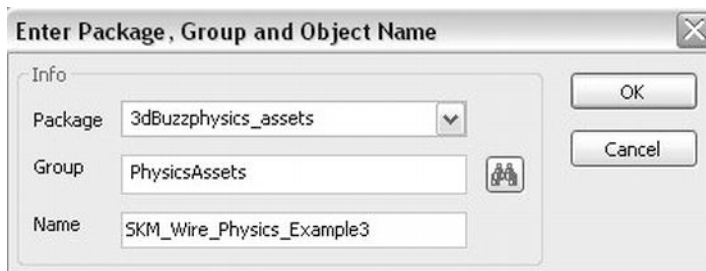 Enter Package, Group and Object Name
Info
Package 3dBuzzphysics_assets
Group PhysicsAssets
Name SKM_Wire_Physics_Example3
OK
Cancel